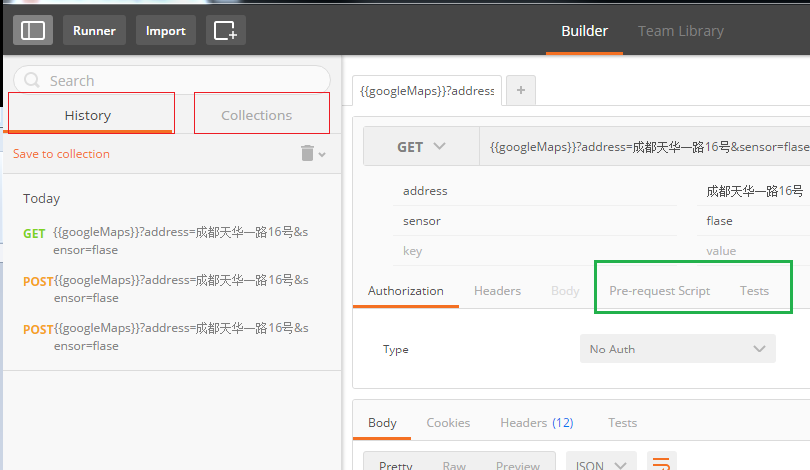 Runner
Import
Builder
Team Library
Search
History
Collections
Save to collection
Today
GET {{googleMaps}}?address=成都天华一路16号&s
ensor=flase
POST {{googleMaps}}?address=成都天华一路16号&s
ensor=flase
POST {{googleMaps}}?address=成都天华一路16号&s
ensor=flase
{{googleMaps}}?address
+
GET
{{googleMaps}}?address=成都天华一路16号&sensor=flase
address 成都天华一路16号
sensor flase
key value
Authorization Headers Body Pre-request Script Tests
Type No Auth
Body Cookies Headers (12) Tests
Pretty Raw Preview JSON